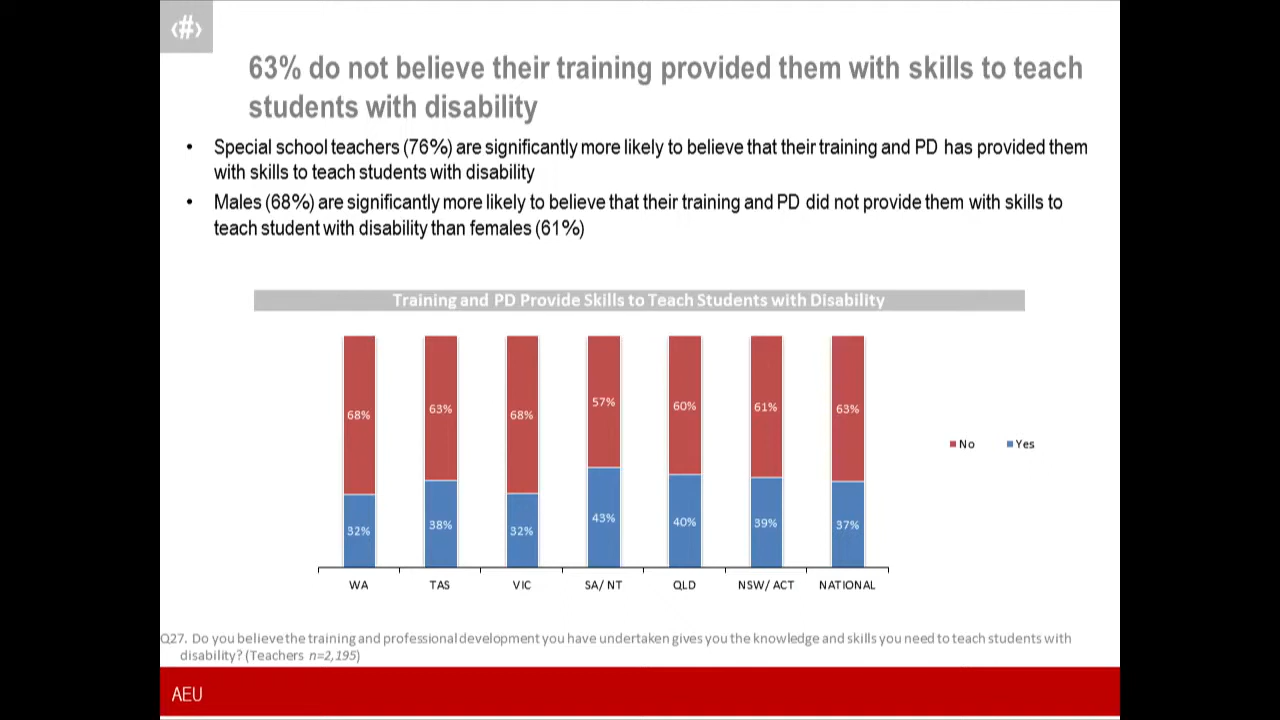 ‹#›
63% do not believe their training provided them with skills to teach
students with disability
• Special school teachers (76%) are significantly more likely to believe that their training and PD has provided them
with skills to teach students with disability
• Males (68%) are significantly more likely to believe that their training and PD did not provide them with skills to
teach student with disability than females (61%)
Training and PD Provide Skills to Teach Students with Disability
68% 63% 68% 57% 60% 61% 63%
No Yes
32% 38% 32% 43% 40% 39% 37%
WA TAS VIC SA/ NT QLD NSW/ ACT NATIONAL
Q27. Do you believe the training and professional development you have undertaken gives you the knowledge and skills you need to teach students with
disability? (Teachers n=2,195)
AEU